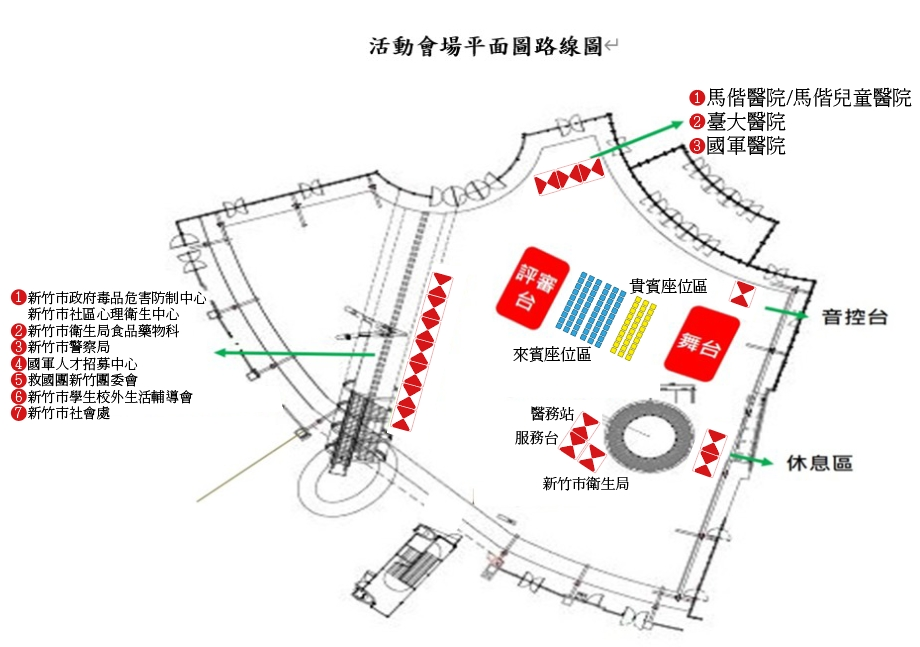 活動會場平面圖路線圖
❶馬偕醫院/馬偕兒童醫院
❷臺大醫院
❸國軍醫院
評審
台
貴賓座位區
來賓座位區
舞台
音控台
❶新竹市政府毒品危害防制中心
新竹市社區心理衛生中心
❷新竹市衛生局食品藥物科
❸新竹市警察局
❹國軍人才招募中心
❺救國團新竹團委會
❻新竹市學生校外生活輔導會
❼新竹市社會處
醫務站
服務台
新竹市衛生局
休息區